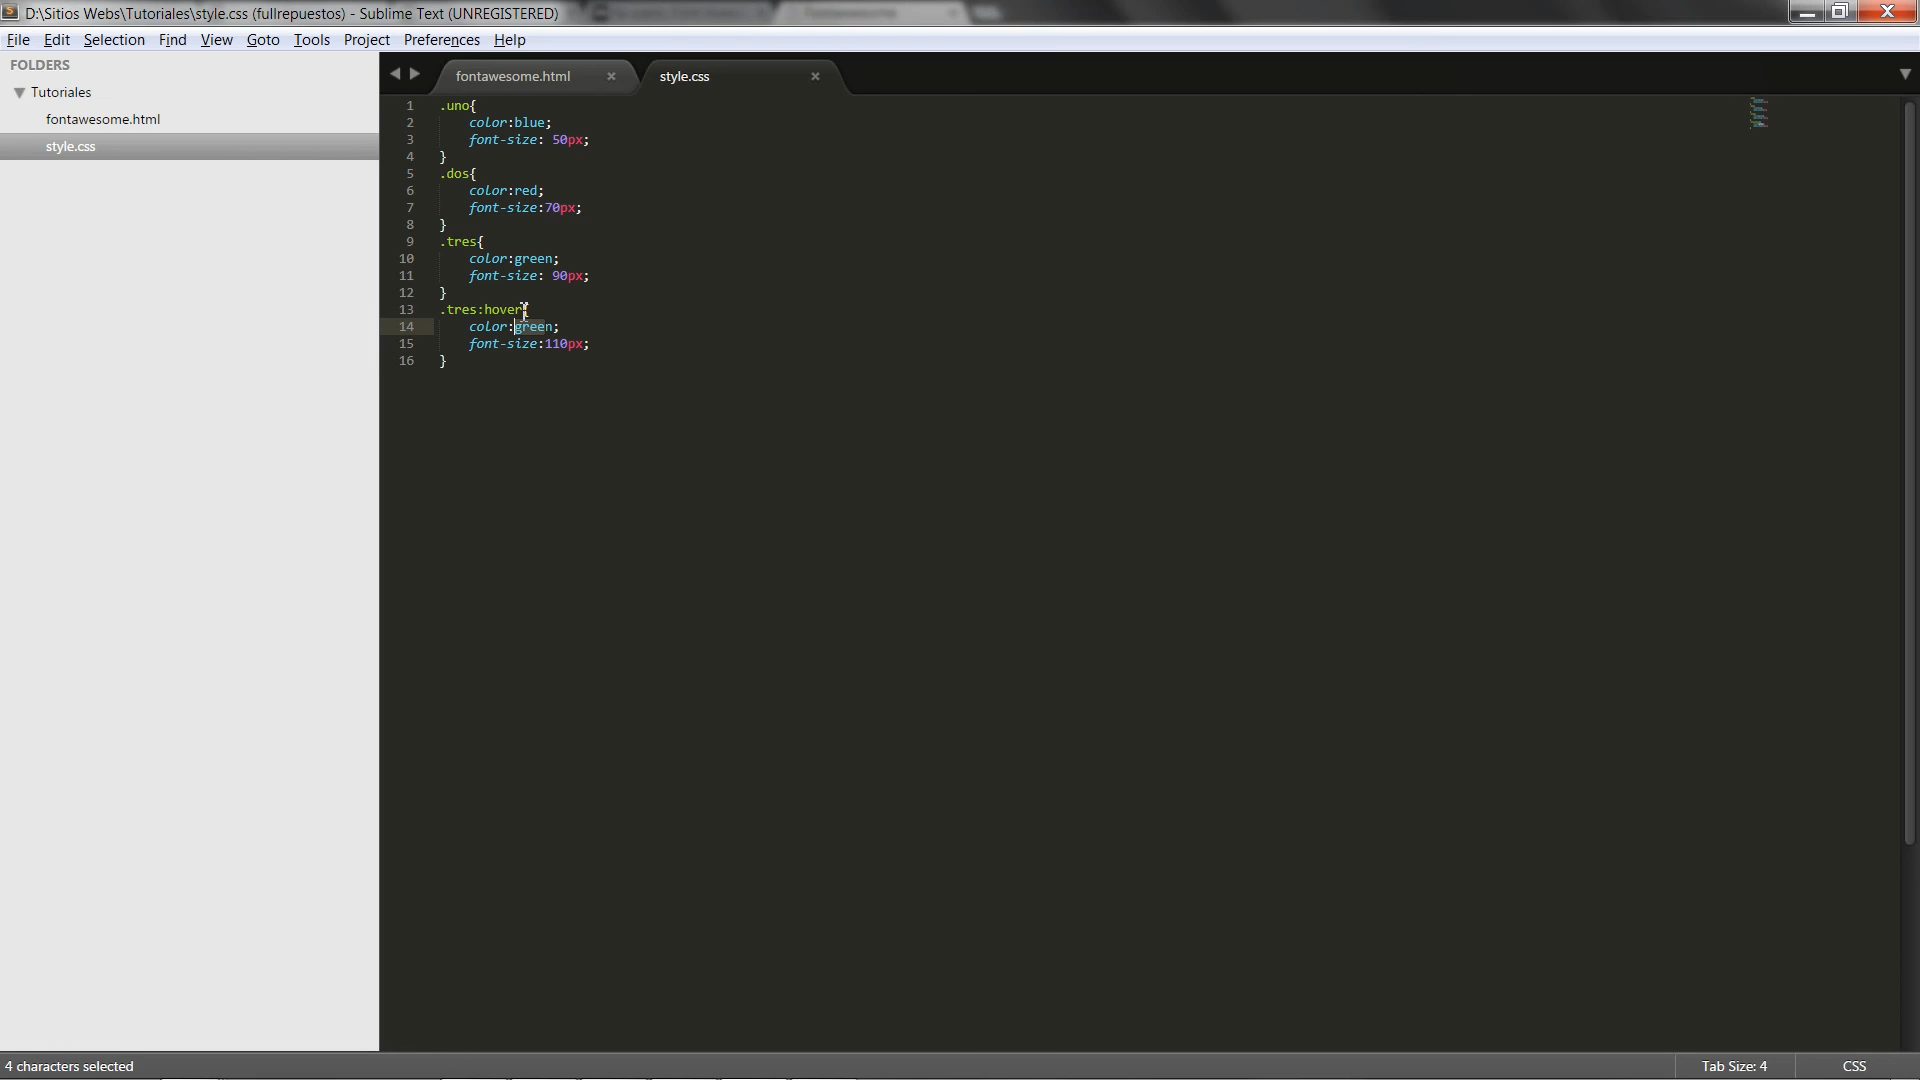 D:\Sitios Webs\Tutoriales\style.css (fullrepuestos) - Sublime Text (UNREGISTERED)
File Edit Selection Find View Goto Tools Project Preferences Help
FOLDERS
Tutoriales
fontawesome.html
style.css
fontawesome.html style.css
1 .uno{
2 color:blue;
3 font-size: 50px;
4 }
5 .dos{
6 color:red;
7 font-size:70px;
8 }
9 .tres{
10 color:green;
11 font-size: 90px;
12 }
13 .tres:hover{
14 color:green;
15 font-size:110px;
16 }
4 characters selected Tab Size: 4 CSS